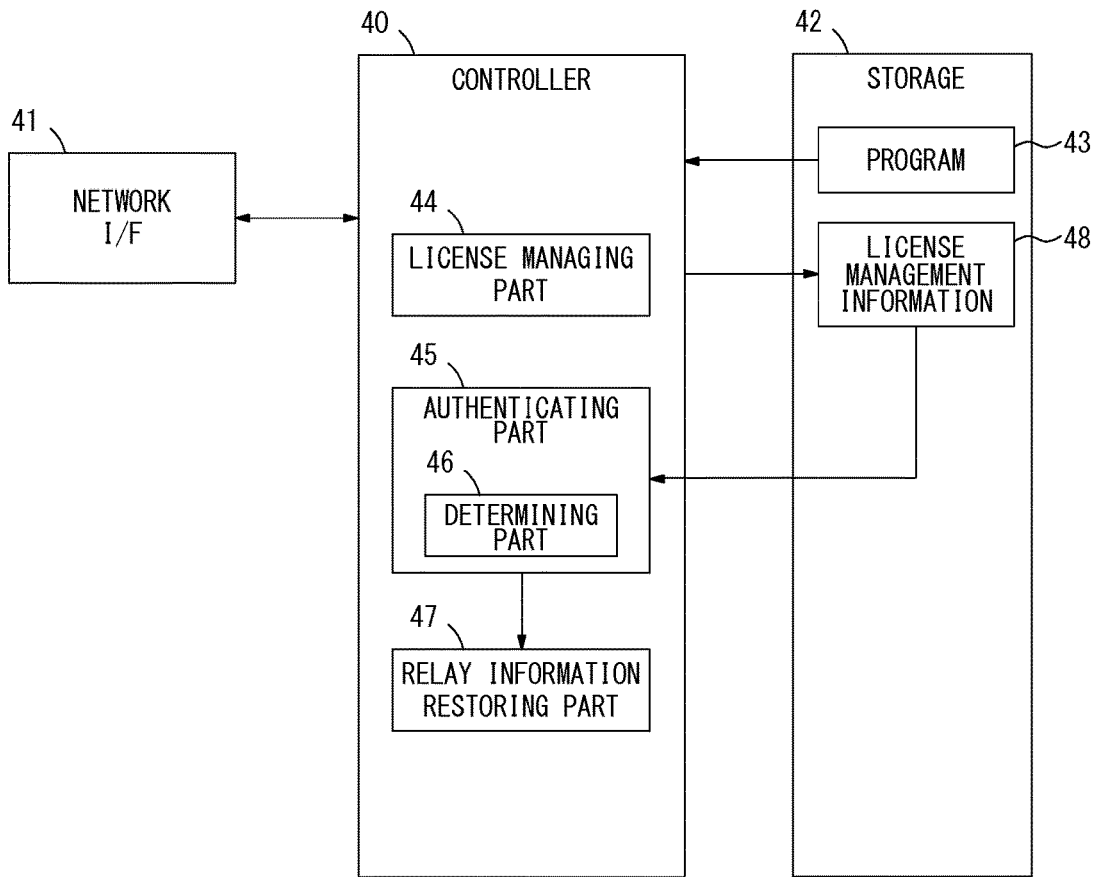 40
CONTROLLER
42
STORAGE
41
NETWORK
I/F
PROGRAM
43
44
LICENSE MANAGING
PART
LICENSE
MANAGEMENT
INFORMATION
48
45
AUTHENTICATING
PART
46
DETERMINING
PART
47
RELAY INFORMATION
RESTORING PART